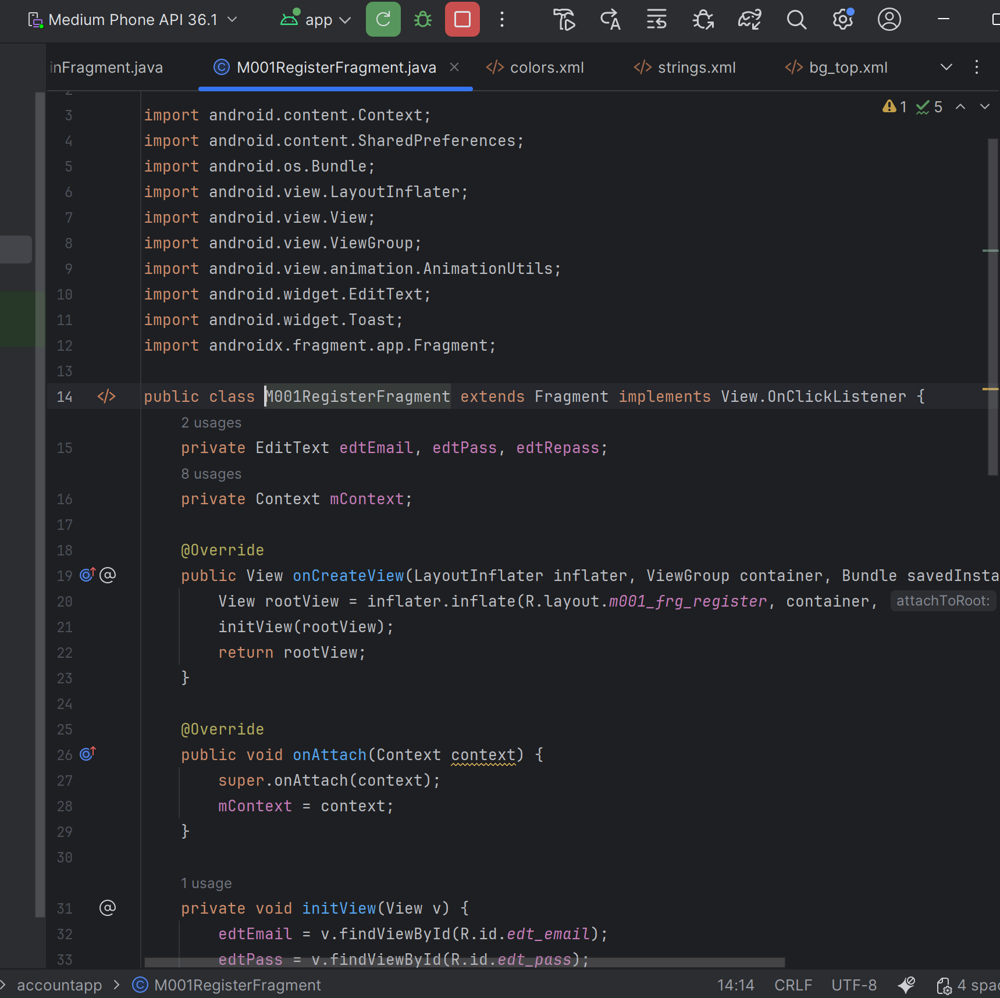 Medium Phone API 36.1 app
inFragment.java M001RegisterFragment.java colors.xml strings.xml bg_top.xml
1 5
3 import android.content.Context;
4 import android.content.SharedPreferences;
5 import android.os.Bundle;
6 import android.view.LayoutInflater;
7 import android.view.View;
8 import android.view.ViewGroup;
9 import android.view.animation.AnimationUtils;
10 import android.widget.EditText;
11 import android.widget.Toast;
12 import androidx.fragment.app.Fragment;
13
14 public class M001RegisterFragment extends Fragment implements View.OnClickListener {
2 usages
15 private EditText edtEmail, edtPass, edtRepass;
8 usages
16 private Context mContext;
17
18 @Override
19 public View onCreateView(LayoutInflater inflater, ViewGroup container, Bundle savedInsta
20 View rootView = inflater.inflate(R.layout.m001_frg_register, container, attachToRoot:
21 initView(rootView);
22 return rootView;
23 }
24
25 @Override
26 public void onAttach(Context context) {
27 super.onAttach(context);
28 mContext = context;
29 }
30
1 usage
31 private void initView(View v) {
32 edtEmail = v.findViewById(R.id.edt_email);
33 edtPass = v.findViewById(R.id.edt_pass);
accountapp > M001RegisterFragment 14:14 CRLF UTF-8 4 spac